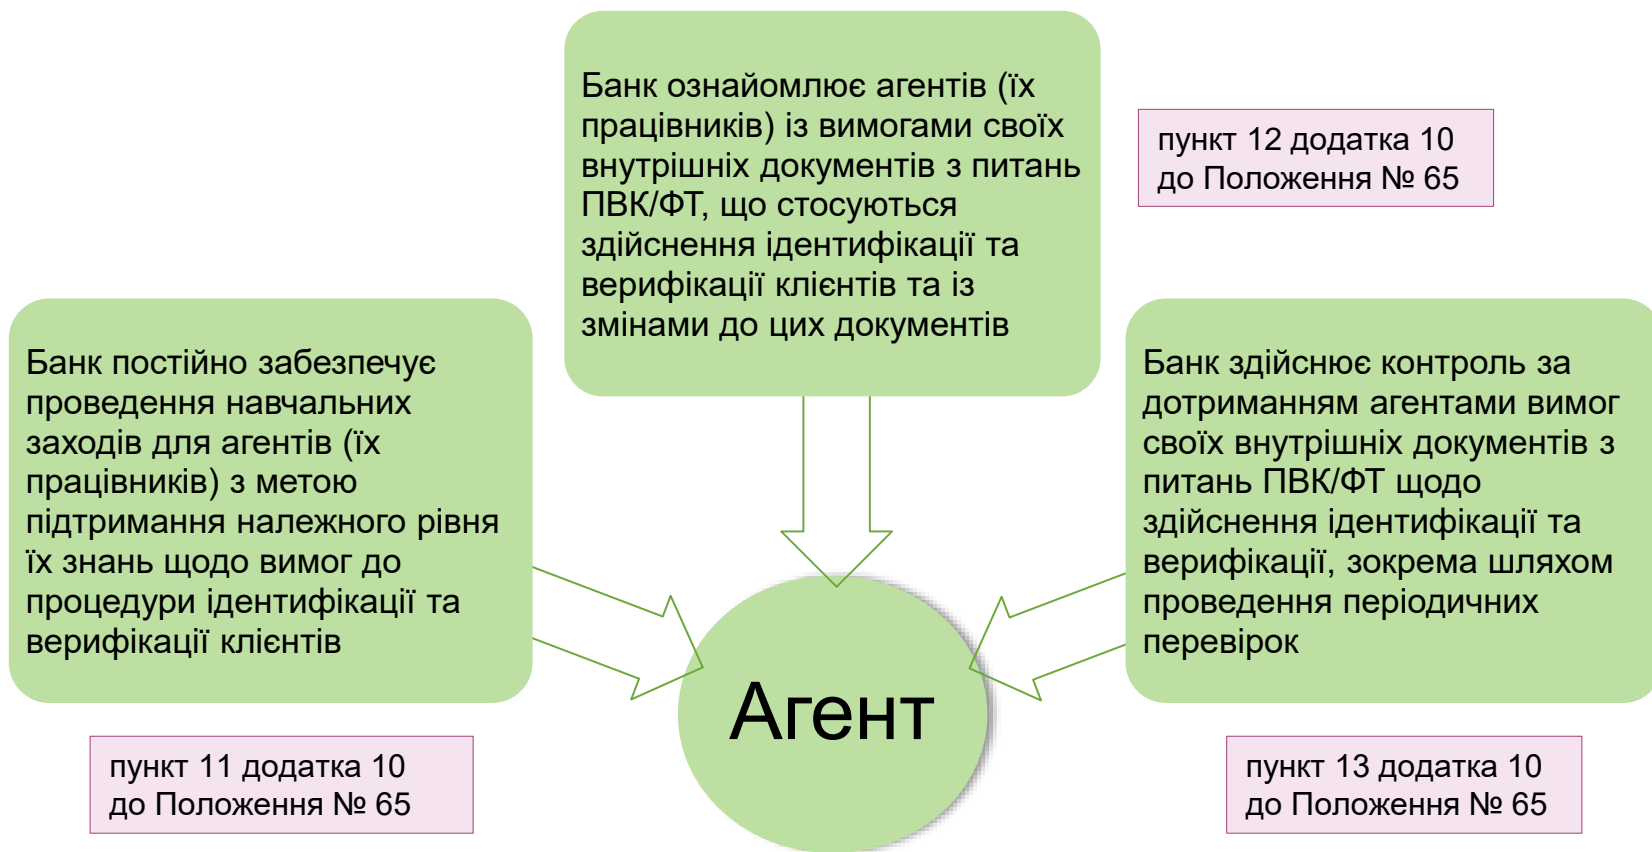 Банк ознайомлює агентів (їх
працівників) із вимогами своїх
внутрішніх документів з питань
ПВК/ФТ, що стосуються
здійснення ідентифікації та
верифікації клієнтів та із
змінами до цих документів
пункт 12 додатка 10
до Положення № 65
Банк постійно забезпечує
проведення навчальних
заходів для агентів (їх
працівників) з метою
підтримання належного рівня
їх знань щодо вимог до
процедури ідентифікації та
верифікації клієнтів
пункт 11 додатка 10
до Положення № 65
Банк здійснює контроль за
дотриманням агентами вимог
своїх внутрішніх документів з
питань ПВК/ФТ щодо
здійснення ідентифікації та
верифікації, зокрема шляхом
проведення періодичних
перевірок
пункт 13 додатка 10
до Положення № 65
Агент